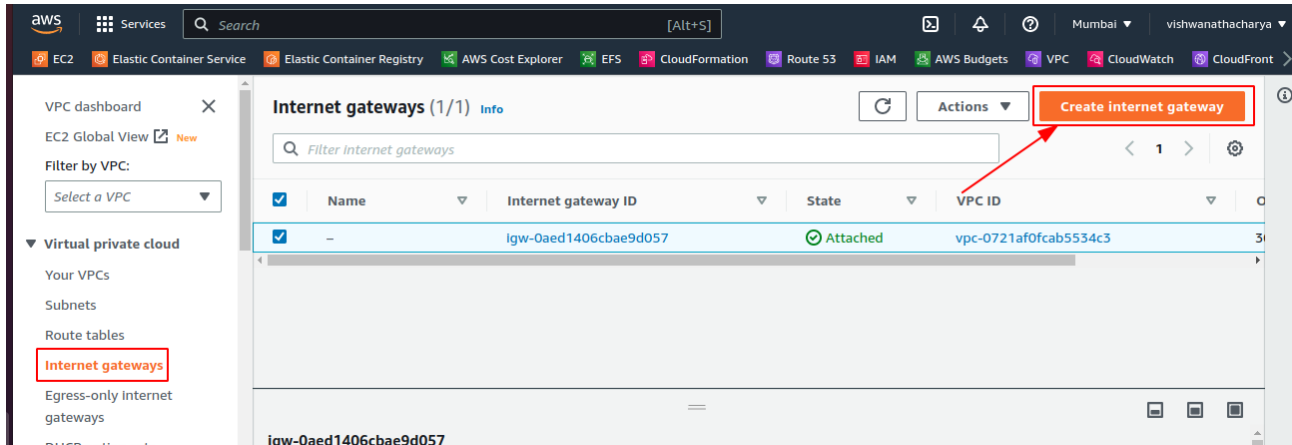 aws Services Search [Alt+S] Mumbai ▼ vishwanathacharya ▼
EC2 Elastic Container Service Elastic Container Registry AWS Cost Explorer EFS CloudFormation Route 53 IAM AWS Budgets VPC CloudWatch CloudFront
VPC dashboard
EC2 Global View New
Filter by VPC:
Select a VPC ▼
▼ Virtual private cloud
Your VPCs
Subnets
Route tables
Internet gateways
Egress-only internet
gateways
Internet gateways (1/1) Info
Actions ▼ Create internet gateway
Filter internet gateways
< 1 >
Name Internet gateway ID State VPC ID
– igw-0aed1406cbae9d057 Attached vpc-0721af0fcab5534c3
igw-0aed1406cbae9d057